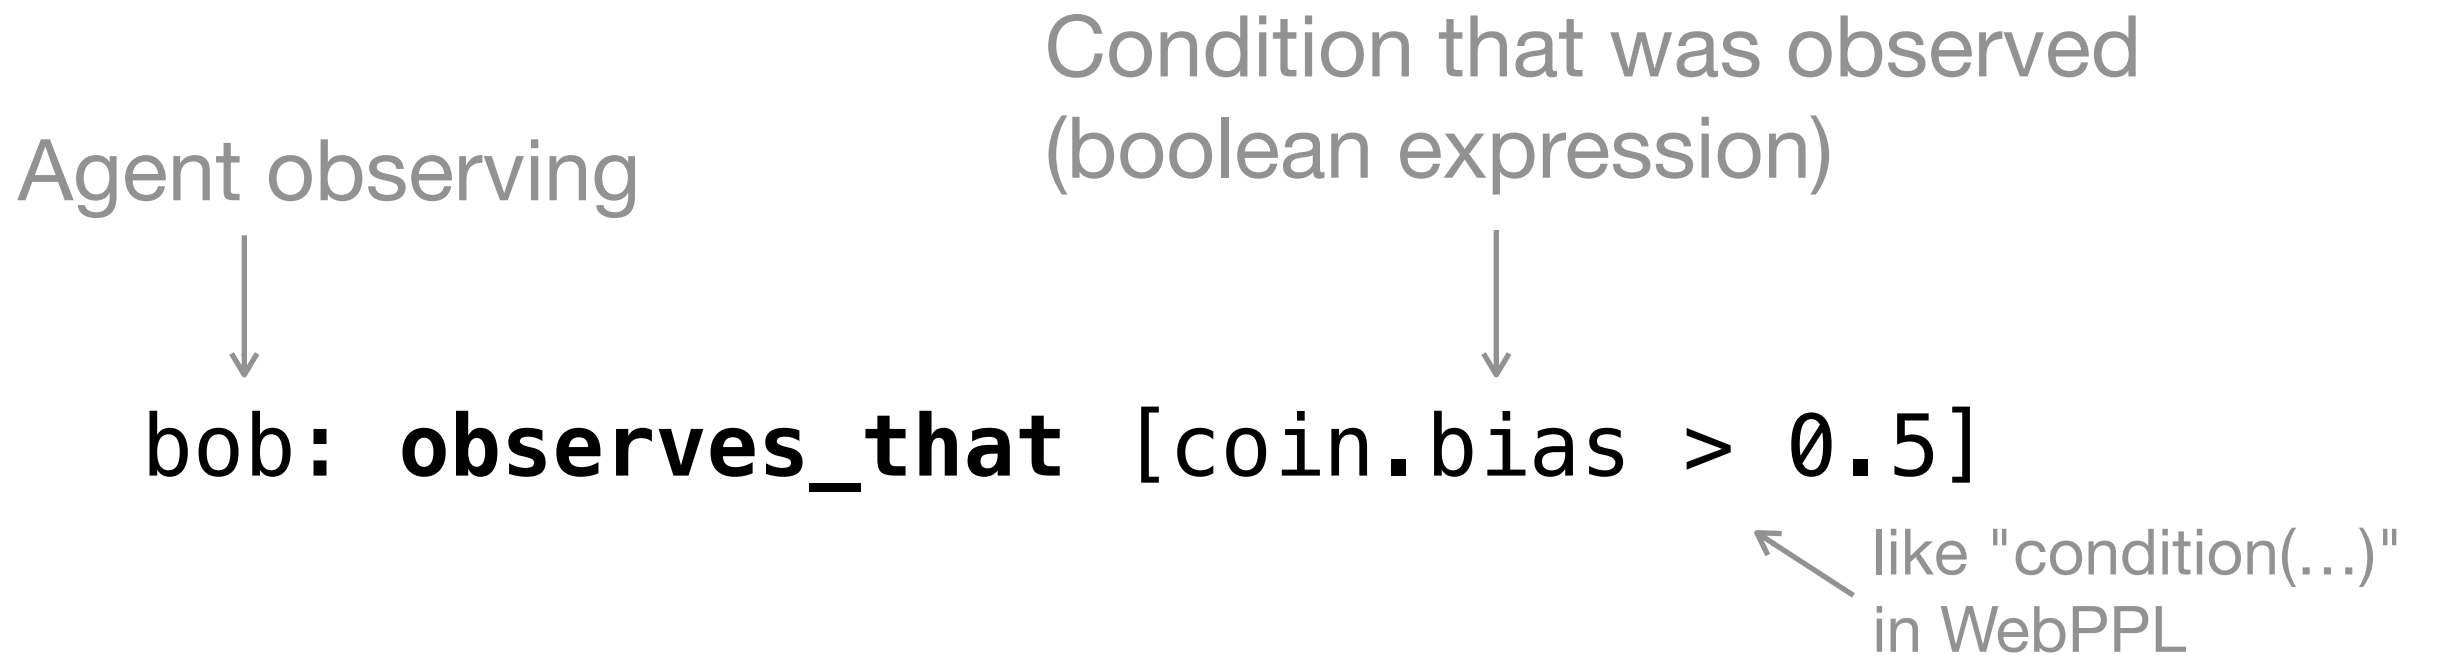 Condition that was observed
(boolean expression)
Agent observing
bob: observes_that [coin.bias > 0.5]
like "condition(…)"
in WebPPL